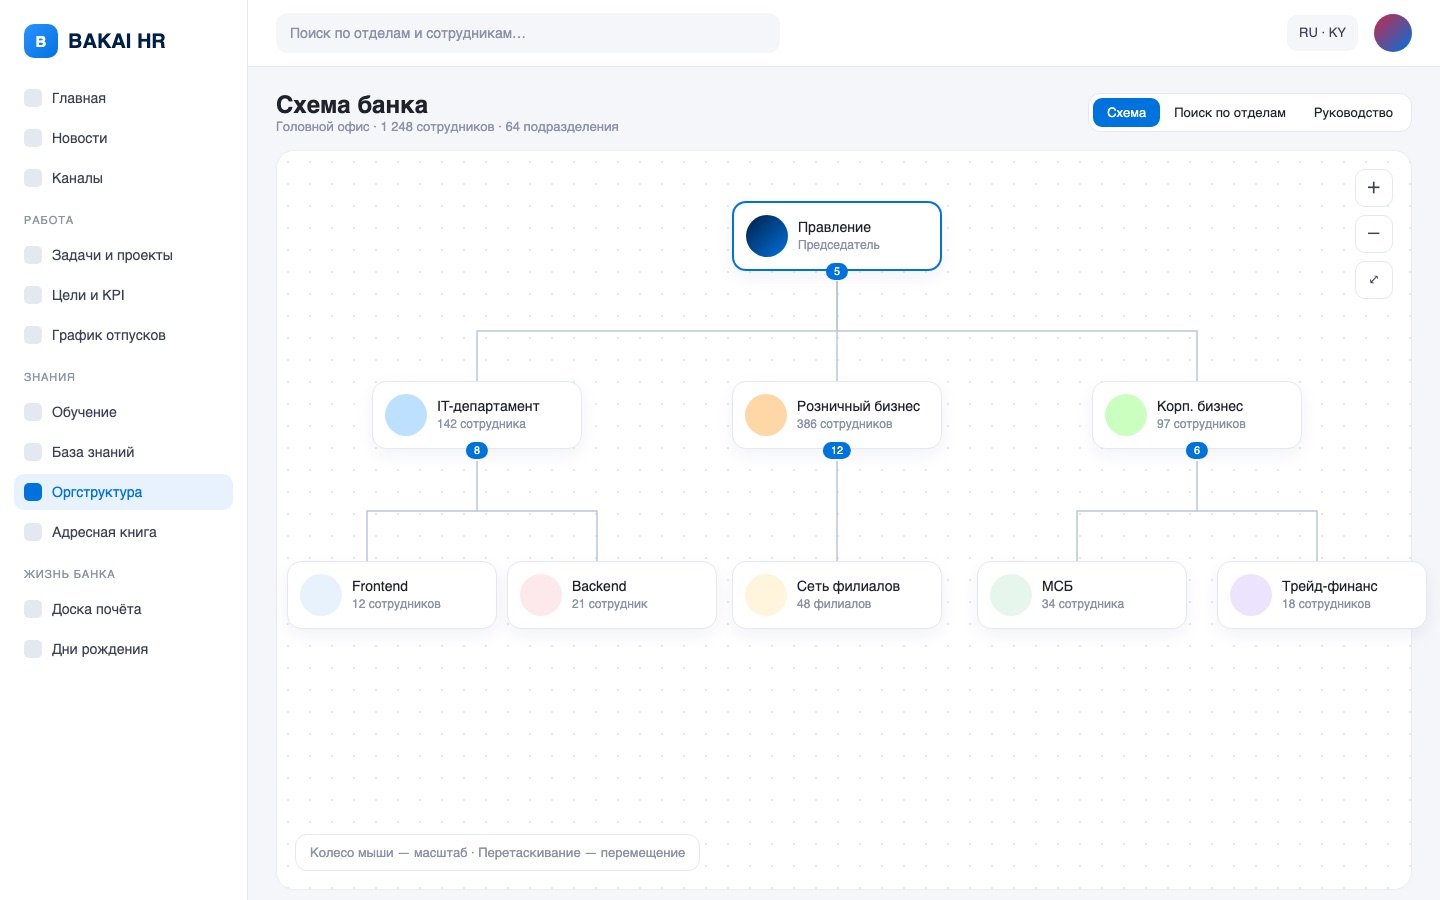 B BAKAI HR
Главная
Новости
Каналы
РАБОТА
Задачи и проекты
Цели и KPI
График отпусков
ЗНАНИЯ
Обучение
База знаний
Оргструктура
Адресная книга
ЖИЗНЬ БАНКА
Доска почёта
Дни рождения
Поиск по отделам и сотрудникам...
RU · KY
Схема банка
Головной офис · 1 248 сотрудников · 64 подразделения
Схема Поиск по отделам Руководство
+
−
⤢
Правление
Председатель
5
IT-департамент
142 сотрудника
8
Розничный бизнес
386 сотрудников
12
Корп. бизнес
97 сотрудников
6
Frontend
12 сотрудников
Backend
21 сотрудник
Сеть филиалов
48 филиалов
МСБ
34 сотрудника
Трейд-финанс
18 сотрудников
Колесо мыши — масштаб · Перетаскивание — перемещение